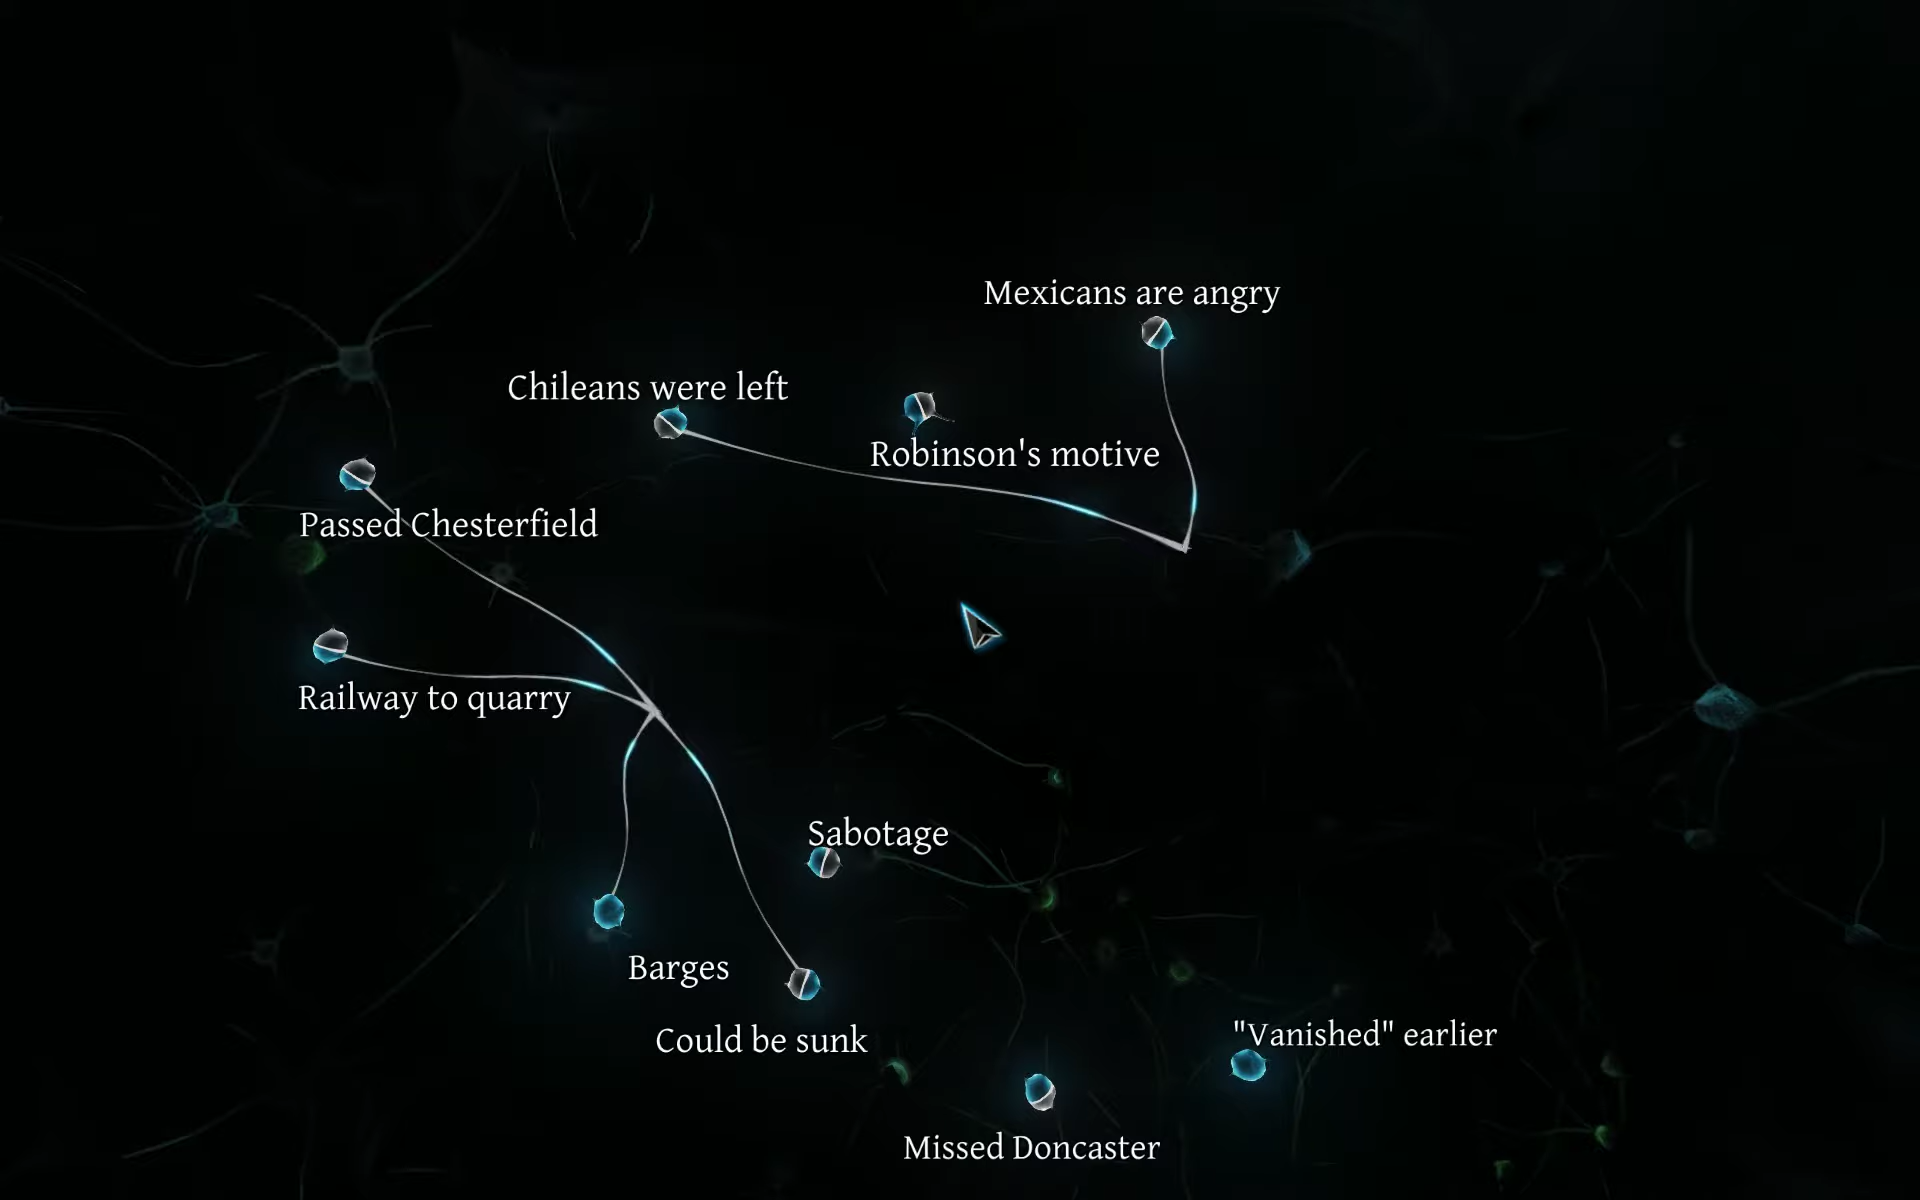 Mexicans are angry
Chileans were left
Robinson's motive
Passed Chesterfield
Railway to quarry
Sabotage
Barges
Could be sunk
"Vanished" earlier
Missed Doncaster